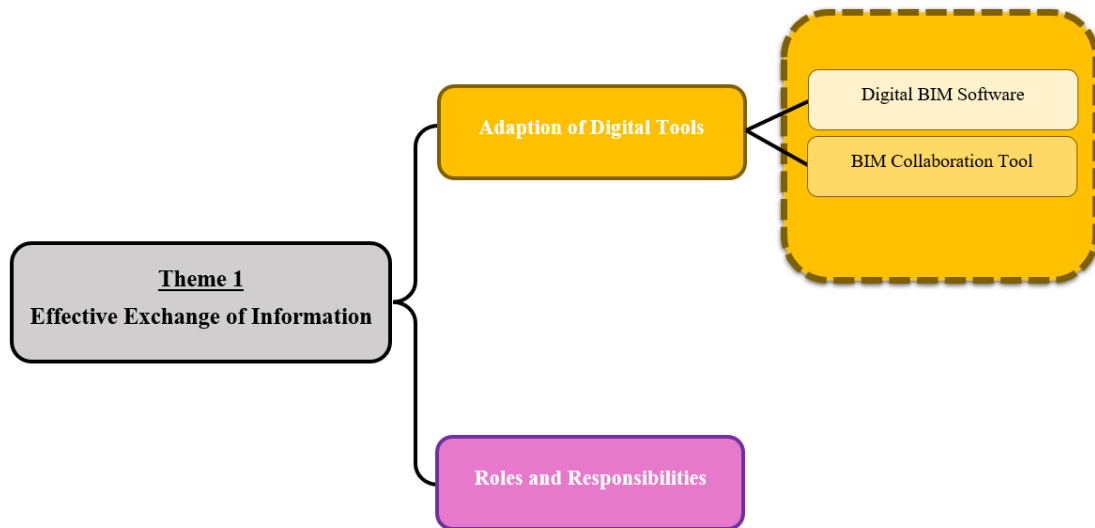 Digital BIM Software
Adaption of Digital Tools
BIM Collaboration Tool
Theme 1
Effective Exchange of Information
Roles and Responsibilities